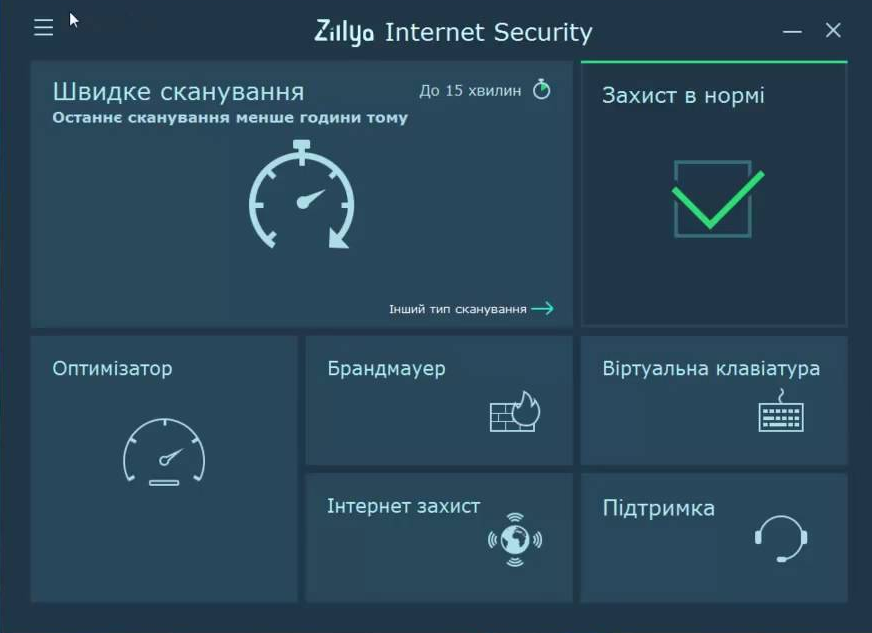 Zillya Internet Security
Швидке сканування
До 15 хвилин
Останнє сканування менше години тому
Інший тип сканування
Захист в нормі
Оптимізатор
Брандмауер
Віртуальна клавіатура
Інтернет захист
Підтримка